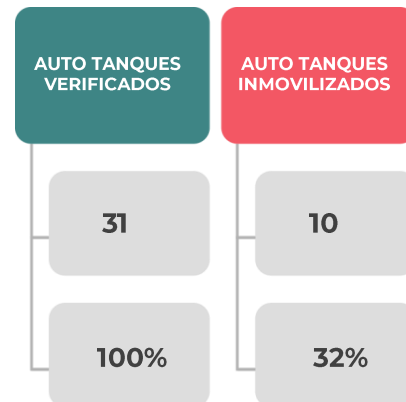 AUTO TANQUES
VERIFICADOS
31
100%
AUTO TANQUES
INMOVILIZADOS
10
32%